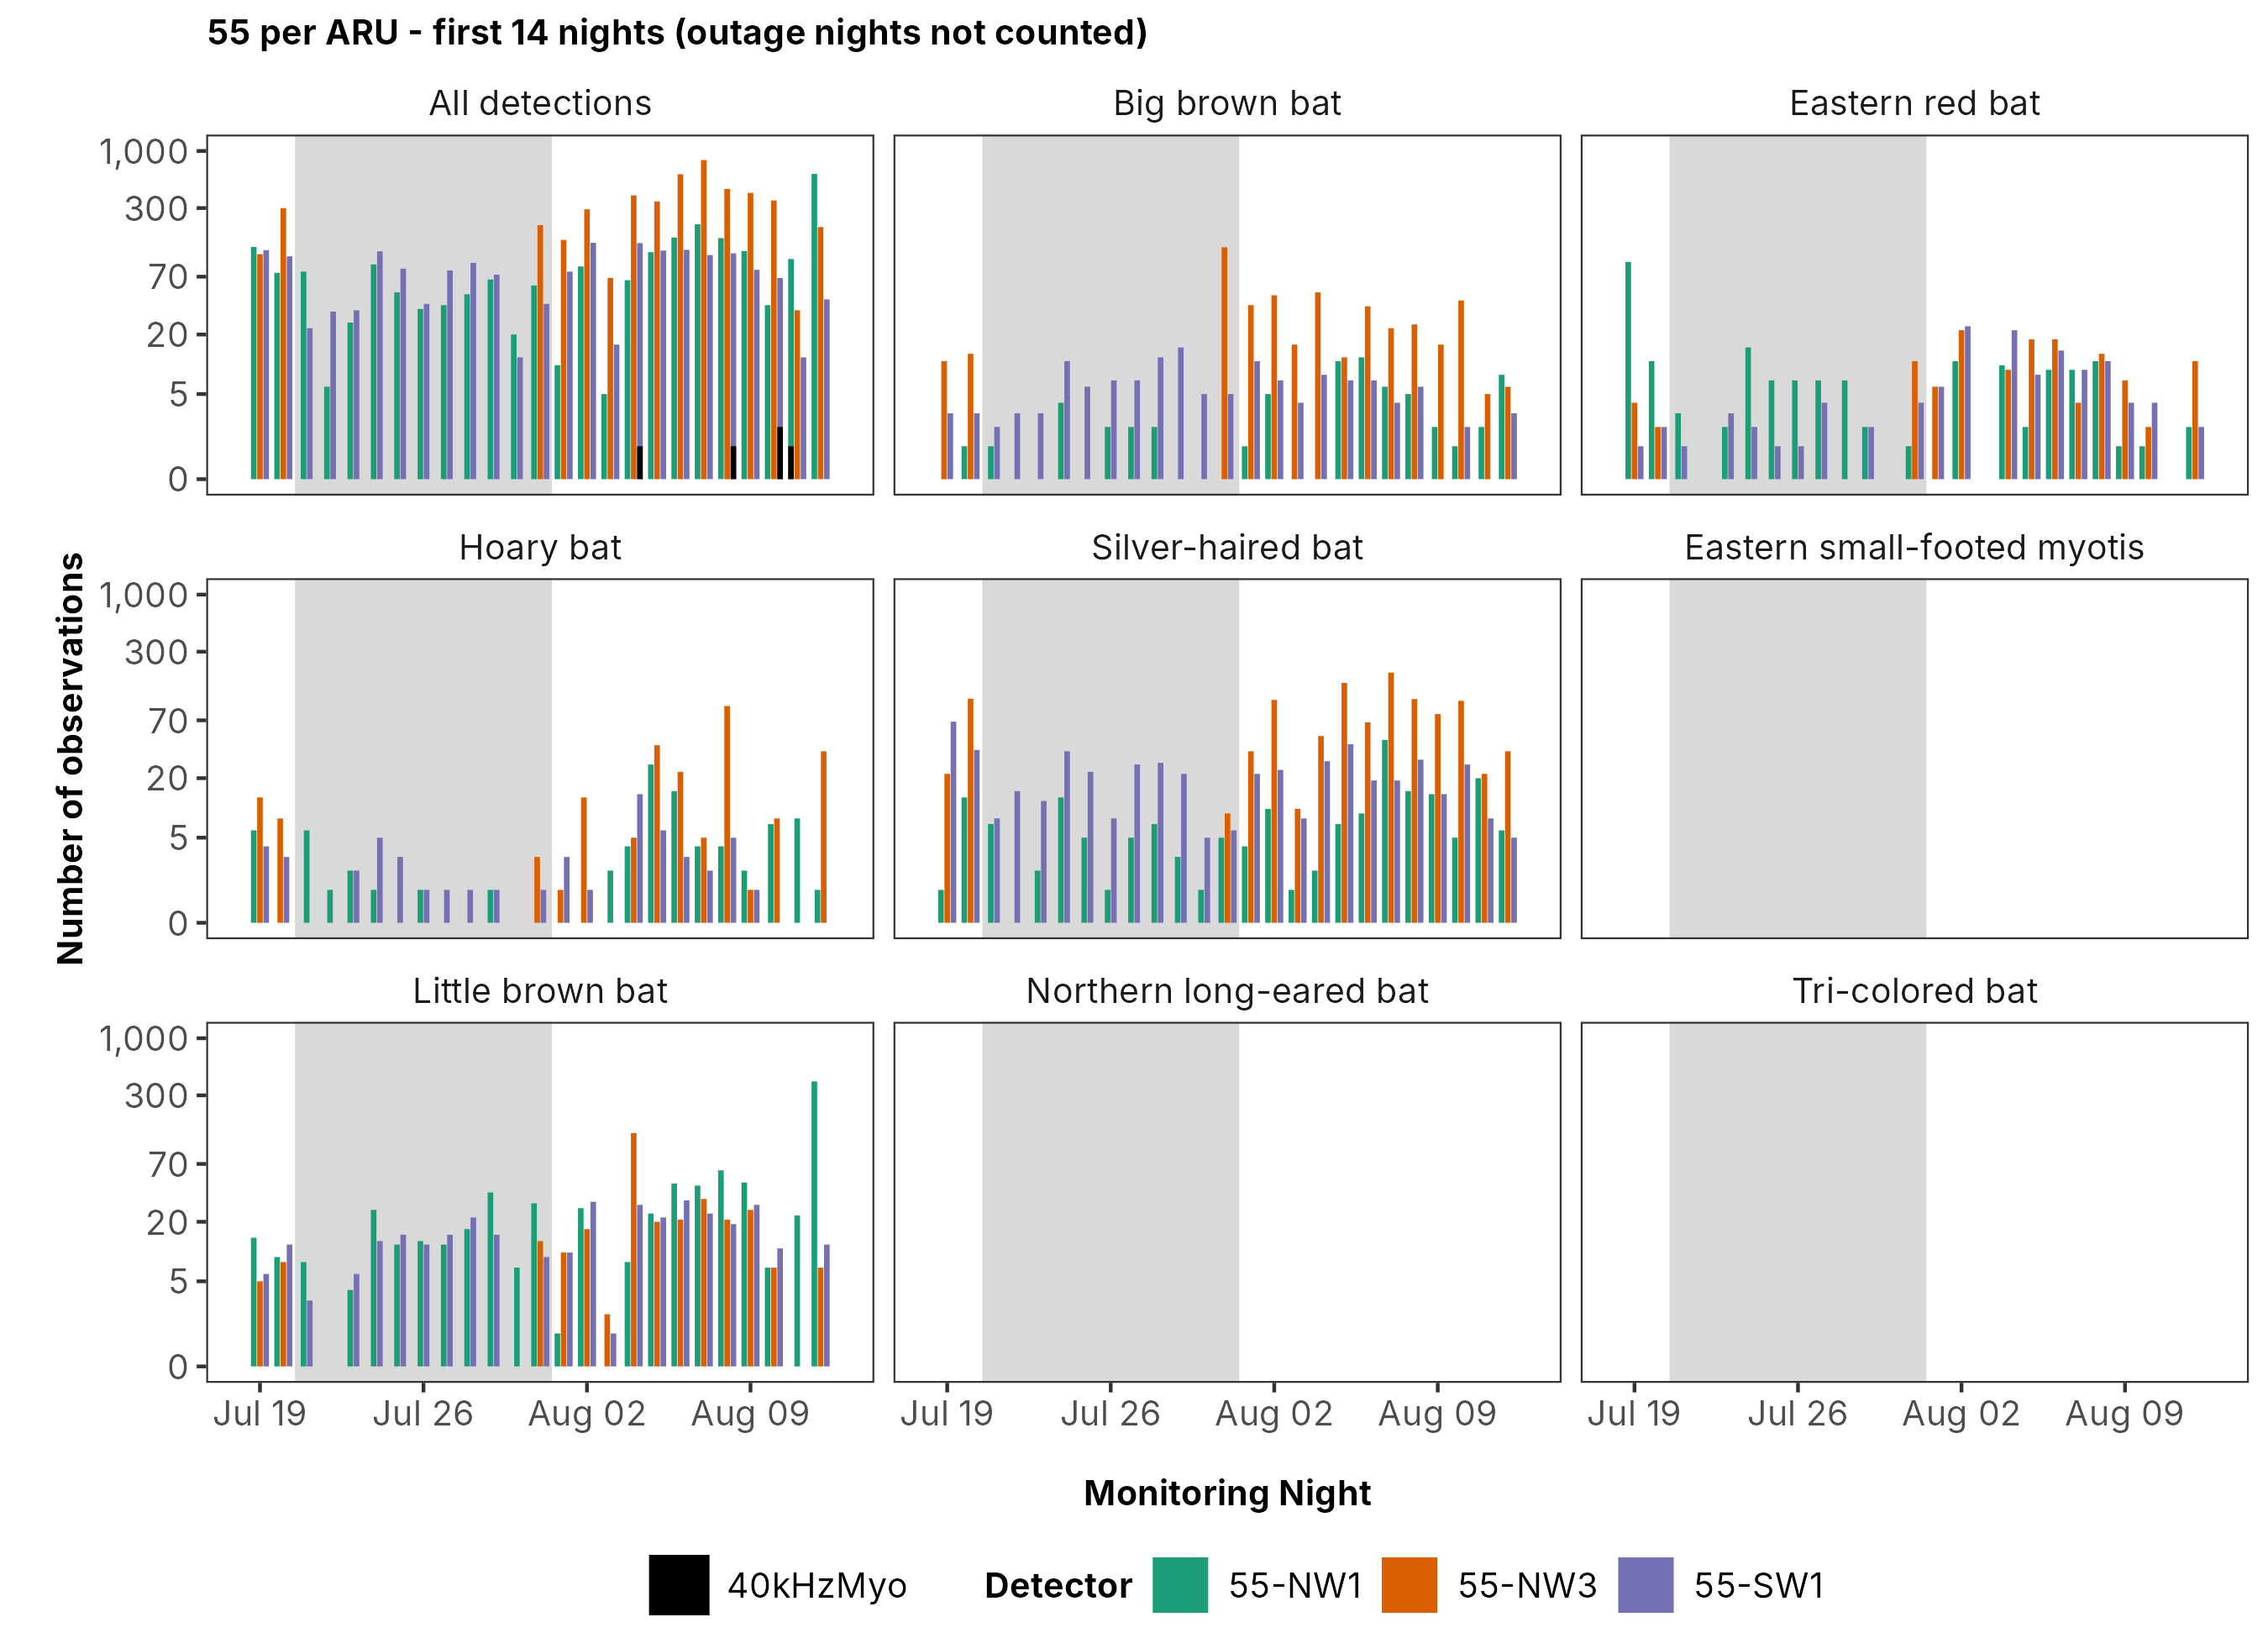 55 per ARU - first 14 nights (outage nights not counted)
All detections
Big brown bat
Eastern red bat
1,000
300
70
20
5
0
Hoary bat
Silver-haired bat
Eastern small-footed myotis
1,000
300
70
20
5
0
Number of observations
Little brown bat
Northern long-eared bat
Tri-colored bat
1,000
300
70
20
5
0
Jul 19 Jul 26 Aug 02 Aug 09
Jul 19 Jul 26 Aug 02 Aug 09
Jul 19 Jul 26 Aug 02 Aug 09
Monitoring Night
40kHzMyo Detector 55-NW1 55-NW3 55-SW1